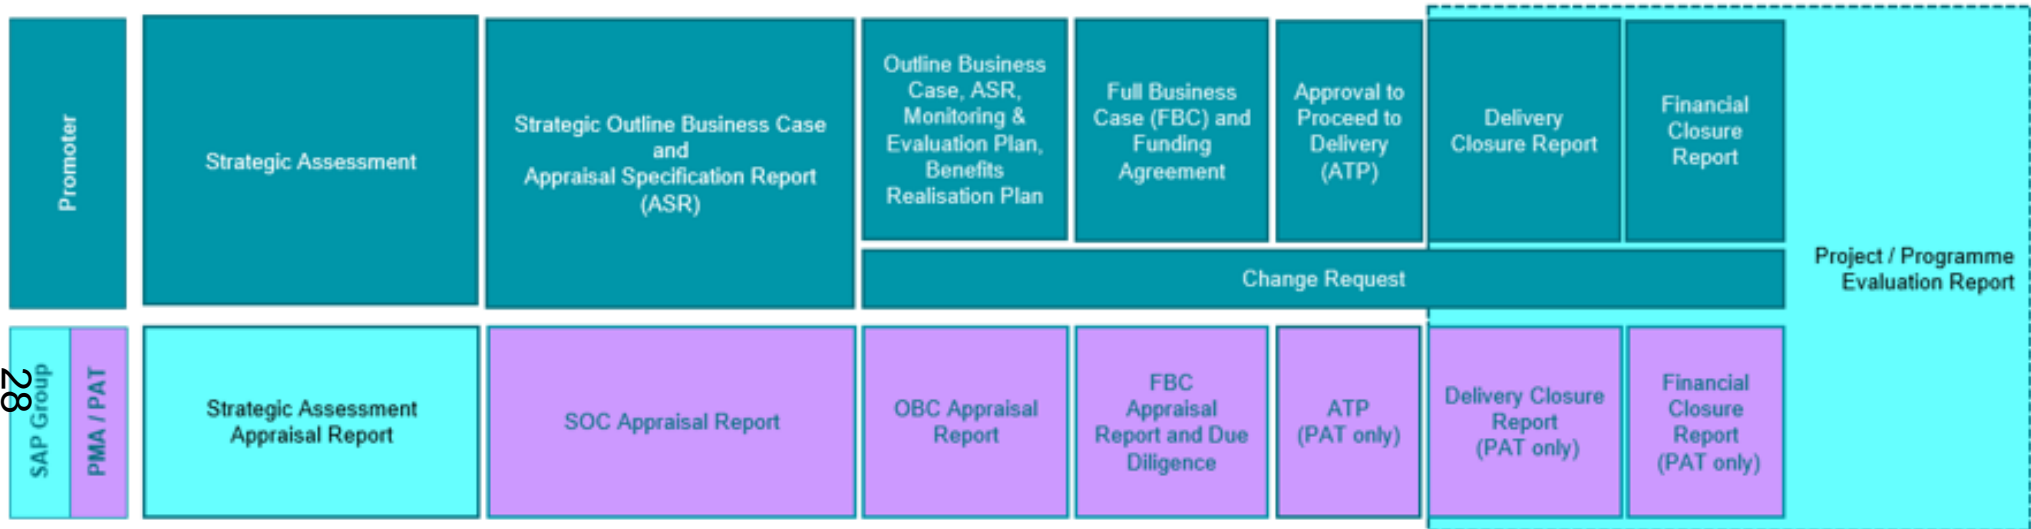 Promoter
Strategic Assessment
Strategic Outline Business Case
and
Appraisal Specification Report
(ASR)
Outline Business
Case, ASR,
Monitoring &
Evaluation Plan,
Benefits
Realisation Plan
Full Business
Case (FBC) and
Funding
Agreement
Approval to
Proceed to
Delivery
(ATP)
Delivery
Closure Report
Financial
Closure
Report
Change Request
Project / Programme
Evaluation Report
28
SAP Group
PMA / PAT
Strategic Assessment
Appraisal Report
SOC Appraisal Report
OBC Appraisal
Report
FBC
Appraisal
Report and Due
Diligence
ATP
(PAT only)
Delivery Closure
Report
(PAT only)
Financial
Closure
Report
(PAT only)